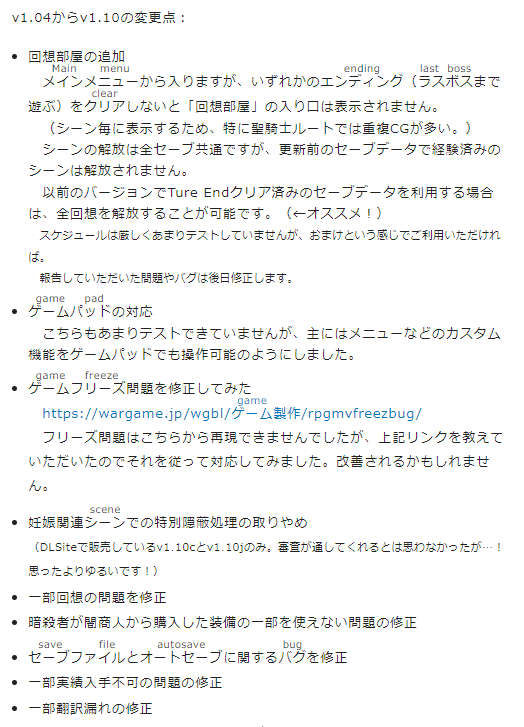 v1.04からv1.10の変更点：
回想部屋の追加
Main menu ending last boss
メインメニューから入りますが、いずれかのエンディング（ラスボスまで
clear
遊ぶ）をクリアしないと「回想部屋」の入り口は表示されません。
（シーン毎に表示するため、特に聖騎士ルートでは重複CGが多い。）
シーンの解放は全セーブ共通ですが、更新前のセーブデータで経験済みの
シーンは解放されません。
以前のバージョンでTure Endクリア済みのセーブデータを利用する場合
は、全回想を解放することが可能です。（←オススメ！）
スケジュールは厳しくあまりテストしていませんが、おまけという感じでご利用いただけれ
ば。
報告していただいた問題やバグは後日修正します。
game pad
ゲームパッドの対応
こちらもあまりテストできていませんが、主にはメニューなどのカスタム
機能をゲームパッドでも操作可能のようにしました。
game freeze
ゲームフリーズ問題を修正してみた
game
https://wargame.jp/wgbl/ゲーム製作/rpgmvfreezbug/
フリーズ問題はこちらから再現できませんでしたが、上記リンクを教えて
いただいたのでそれを従って対応してみました。改善されるかもしれませ
ん。
scene
妊娠関連シーンでの特別隠蔽処理の取りやめ
（DLSiteで販売しているv1.10cとv1.10jのみ。審査が通してくれるとは思わなかったが…！
思ったよりゆるいです！）
一部回想の問題を修正
暗殺者が闇商人から購入した装備の一部を使えない問題の修正
save file autosave bug
セーブファイルとオートセーブに関するバグを修正
一部実績入手不可の問題の修正
一部翻訳漏れの修正